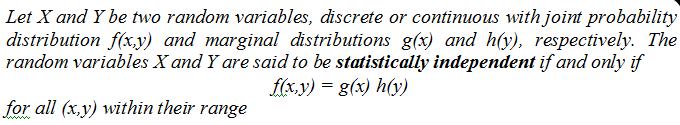 Let X and Y be two random variables, discrete or continuous with joint probability
distribution f(x,y) and marginal distributions g(x) and h(y), respectively. The
random variables X and Y are said to be statistically independent if and only if
f(x,y) = g(x) h(y)
for all (x,y) within their range